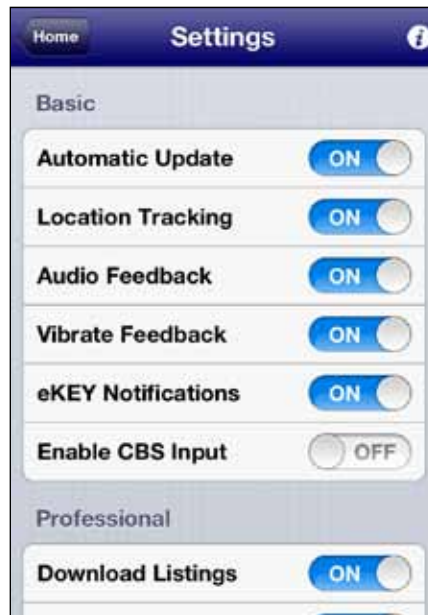 Home
Settings
i
Basic
Automatic Update ON
Location Tracking ON
Audio Feedback ON
Vibrate Feedback ON
eKEY Notifications ON
Enable CBS Input OFF
Professional
Download Listings ON